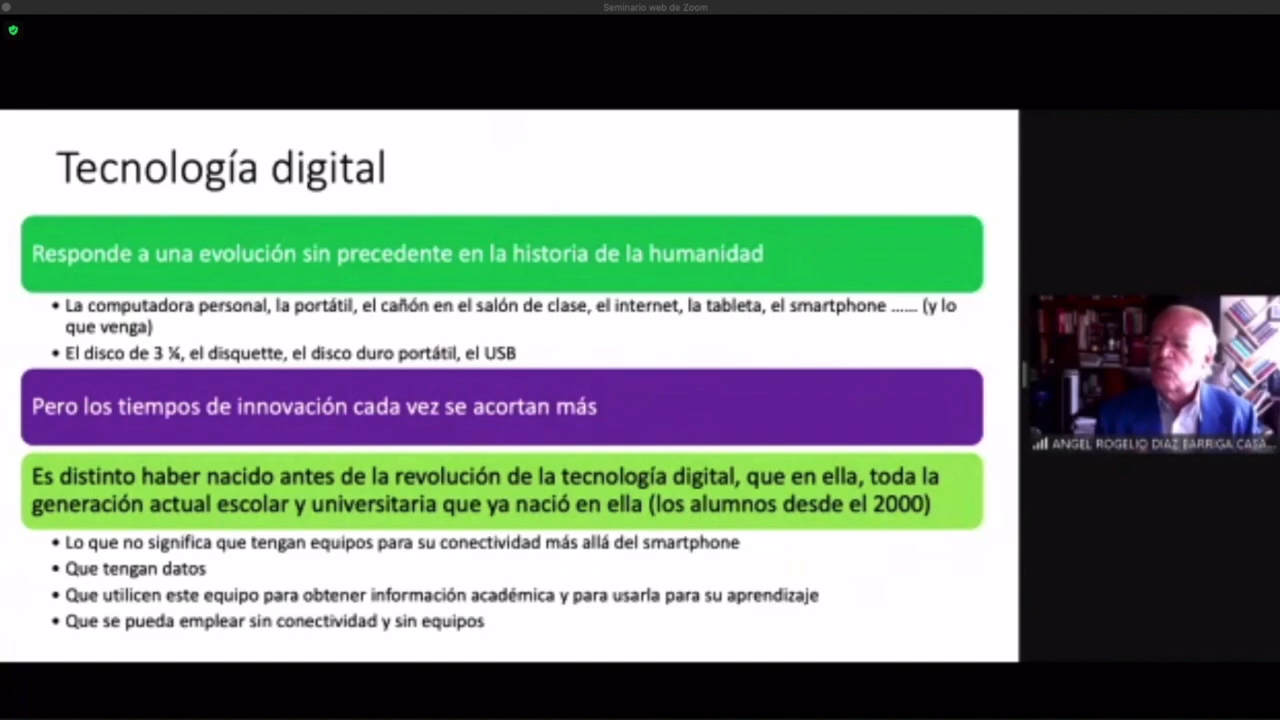 Seminario web de Zoom
Tecnología digital
Responde a una evolución sin precedente en la historia de la humanidad
• La computadora personal, la portátil, el cañón en el salón de clase, el internet, la tableta, el smartphone ...... (y lo
que venga)
• El disco de 3 ¼, el disquette, el disco duro portátil, el USB
Pero los tiempos de innovación cada vez se acortan más
Es distinto haber nacido antes de la revolución de la tecnología digital, que en ella, toda la
generación actual escolar y universitaria que ya nació en ella (los alumnos desde el 2000)
• Lo que no significa que tengan equipos para su conectividad más allá del smartphone
• Que tengan datos
• Que utilicen este equipo para obtener información académica y para usarla para su aprendizaje
• Que se pueda emplear sin conectividad y sin equipos
ANGEL ROGELIO DIAZ BARRIGA CASA...